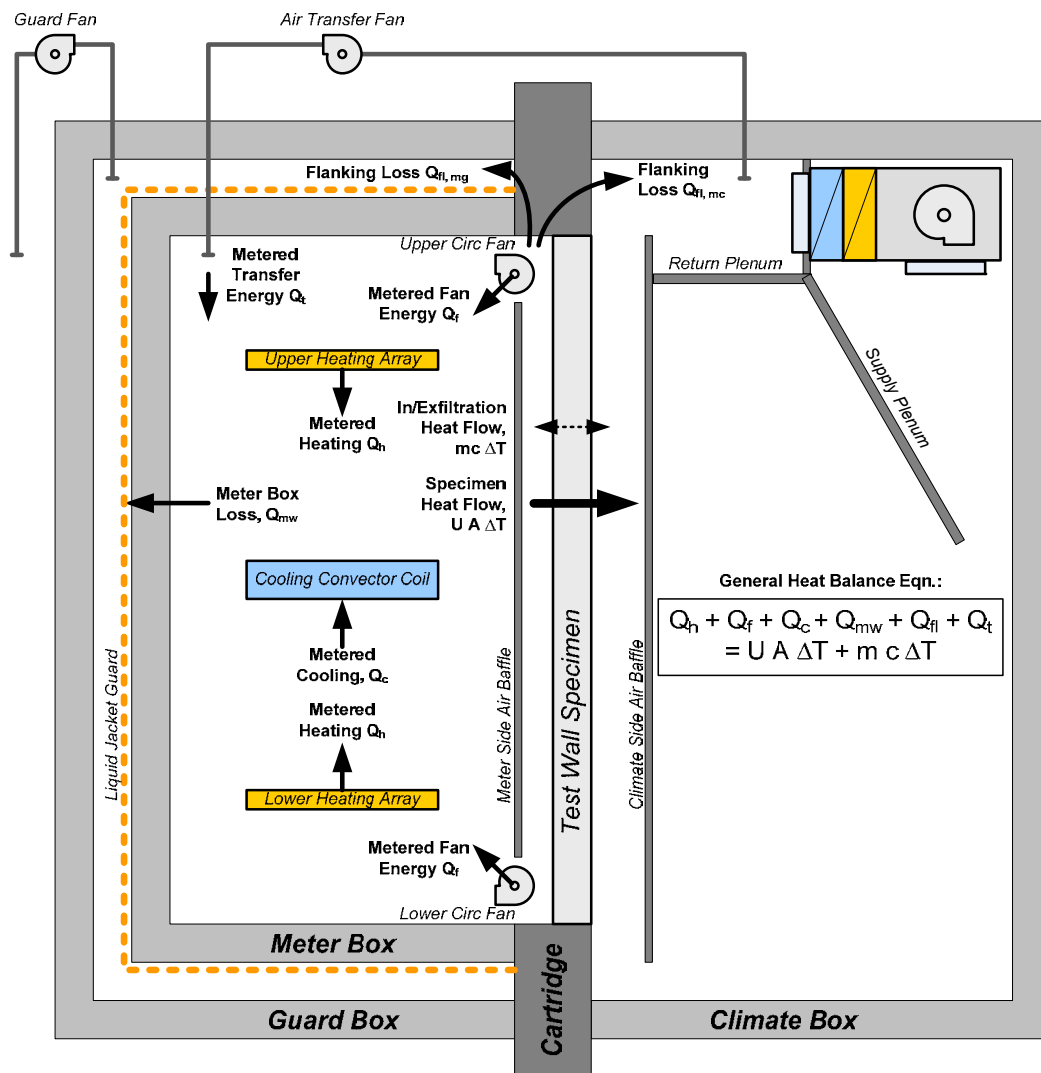 Guard Fan
Air Transfer Fan
Flanking Loss Qfl, mg
Flanking
Loss Qfl, mc
Upper Circ Fan
Metered
Transfer
Energy Qt
Metered Fan
Energy Qf
Return Plenum
Upper Heating Array
Supply Plenum
Metered
Heating Qh
In/Exfiltration
Heat Flow,
mc ΔT
Meter Box
Loss, Qmw
Specimen
Heat Flow,
U A ΔT
Cooling Convector Coil
General Heat Balance Eqn.:
Qh + Qf + Qc + Qmw + Qfl + Qt
= U A ΔT + m c ΔT
Metered
Cooling, Qc
Metered
Heating Qh
Liquid Jacket Guard
Meter Side Air Baffle
Test Wall Specimen
Climate Side Air Baffle
Lower Heating Array
Metered Fan
Energy Qf
Lower Circ Fan
Meter Box
Cartridge
Guard Box
Climate Box